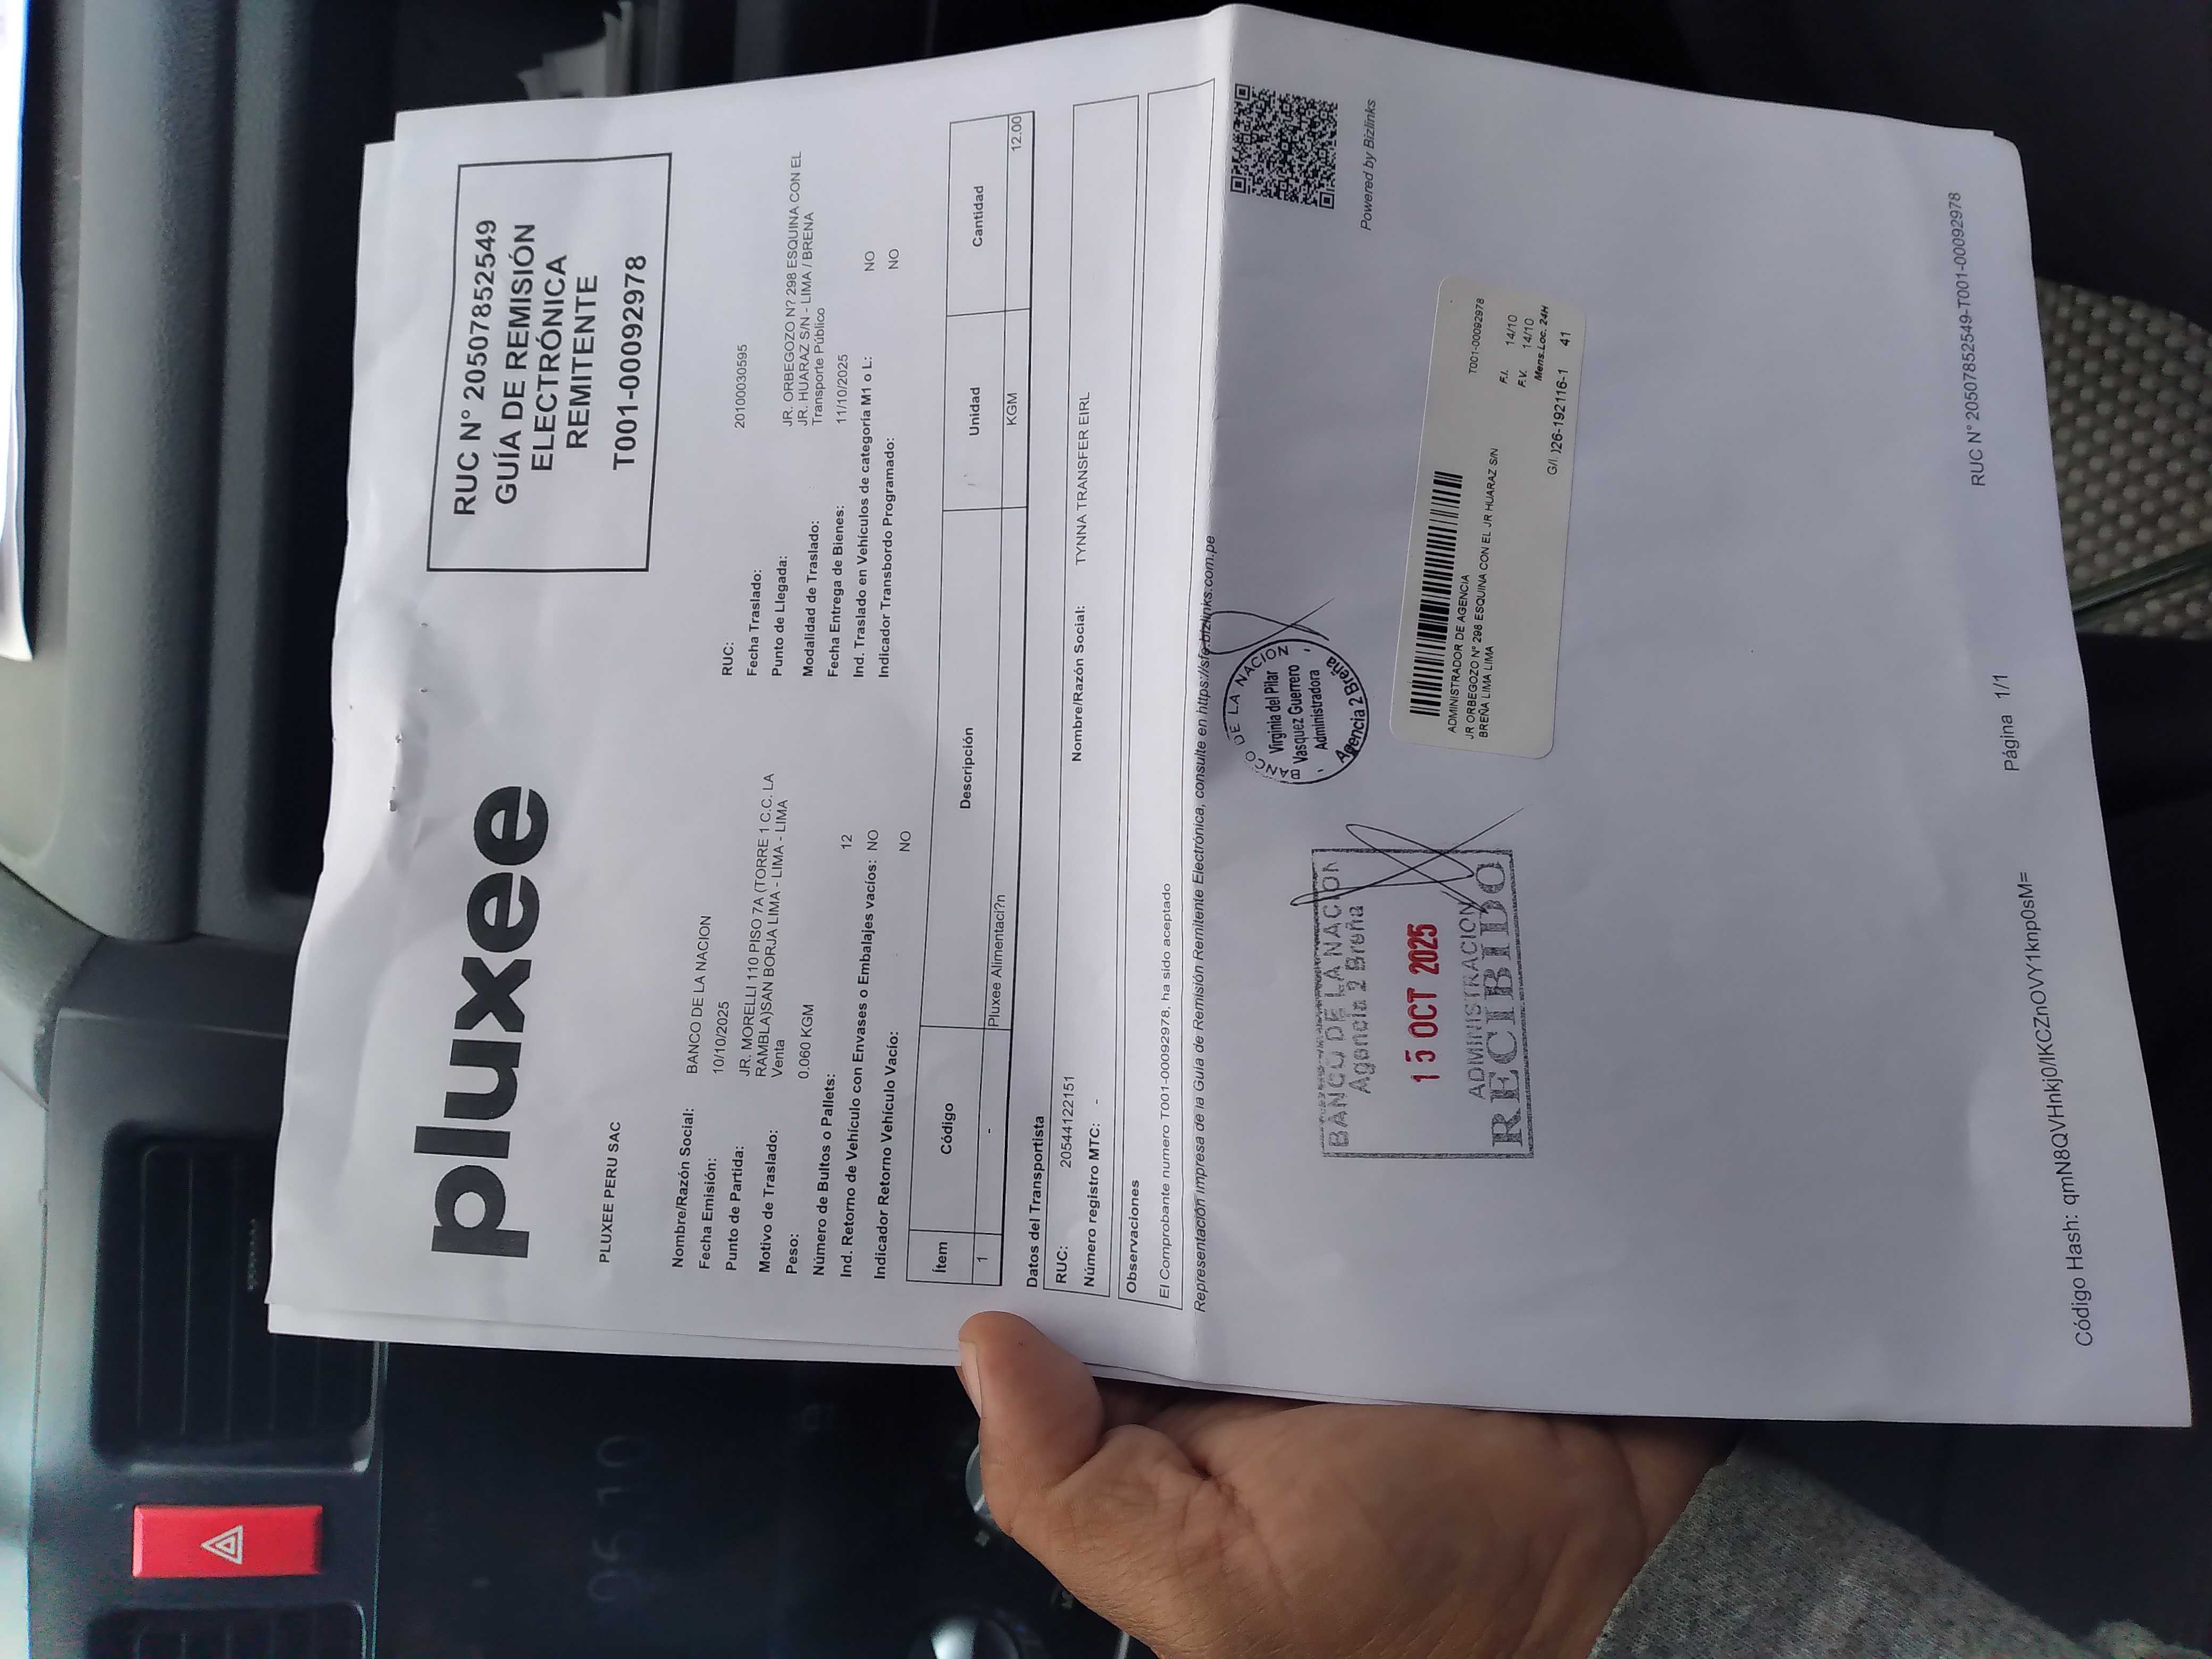 pluxee
RUC N° 20507852549
GUÍA DE REMISIÓN
ELECTRÓNICA
REMITENTE
T001-00092978
PLUXEE PERU SAC
Nombre/Razón Social: BANCO DE LA NACION
RUC: 20100030595
Fecha Emisión: 10/10/2025
Fecha Traslado:
Punto de Partida: JR. MORELLI 110 PISO 7A (TORRE 1 C.C. LA
RAMBLA)SAN BORJA LIMA - LIMA - LIMA
Punto de Llegada: JR. ORBEGOZO N? 298 ESQUINA CON EL
JR. HUARAZ S/N - LIMA / BRENA
Motivo de Traslado: Venta
Modalidad de Traslado: Transporte Público
Peso: 0.060 KGM
Fecha Entrega de Bienes: 11/10/2025
Número de Bultos o Pallets: 12
Ind. Traslado en Vehículos de categoría M1 o L: NO
Ind. Retorno de Vehículo con Envases o Embalajes vacíos: NO
Indicador Transbordo Programado: NO
Indicador Retorno Vehículo Vacío: NO
Ítem Código Descripción Unidad Cantidad
1 - Pluxee Alimentaci?n KGM 12.00
Datos del Transportista
RUC: 20544122151 Nombre/Razón Social: TYNNA TRANSFER EIRL
Número registro MTC: -
Observaciones
El Comprobante numero T001-00092978, ha sido aceptado
Representación impresa de la Guía de Remisión Remitente Electrónica, consulte en https://sfe.bizlinks.com.pe
Powered by Bizlinks
BANCO DE LA NACION
Virginia del Pilar
Vasquez Guerrero
Administradora
Agencia 2 Breña
BANCO DE LA NACION
Agencia 2 Breña
15 OCT 2025
ADMINISTRACION
RECIBIDO
ADMINISTRADOR DE AGENCIA T001-00092978
JR ORBEGOZO N° 298 ESQUINA CON EL JR HUARAZ S/N
BREÑA LIMA LIMA
F.I. 14/10
F.V. 14/10
Mens.Loc. 24H
G/I.)26-192116-1 41
RUC N° 20507852549-T001-00092978
Página 1/1
Código Hash: qmN8QVHnkj0/IKCZnOVY1knp0sM=